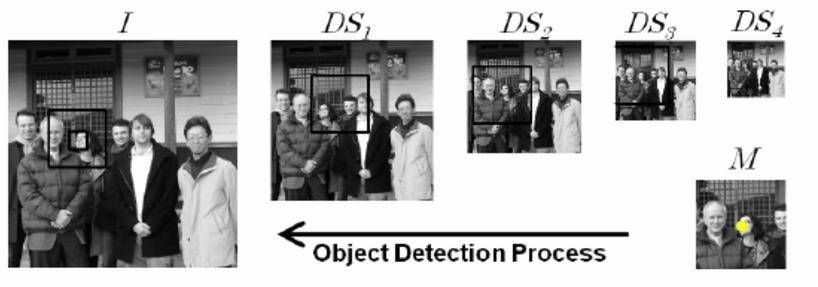 I
DS1
DS2
DS3
DS4
M
Object Detection Process